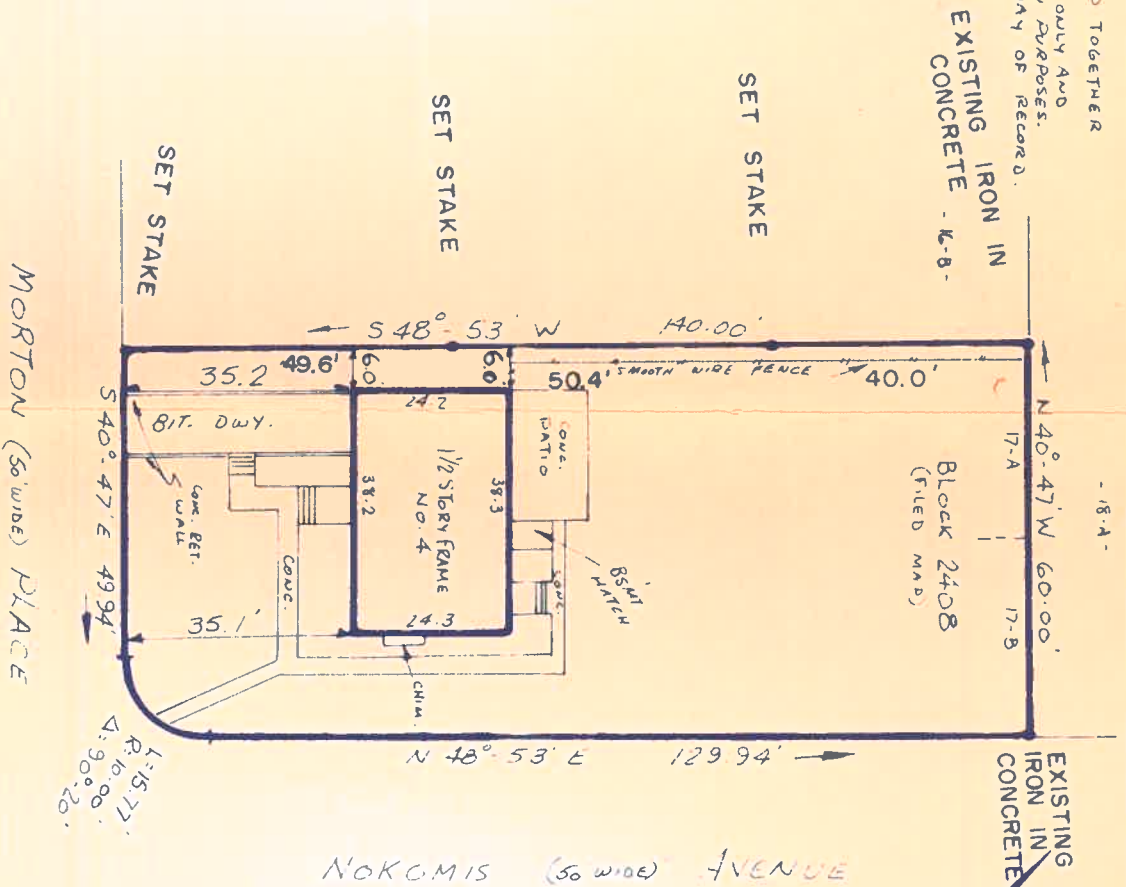 TOGETHER
ONLY AND
PURPOSES.
AY OF RECORD.
EXISTING IRON IN
CONCRETE - 16-B -
SET STAKE
SET STAKE
SET STAKE
- 18-A -
N 40°-47' W 60.00'
17-A
17-B
BLOCK 2408
(FILED MAP)
S 48°-53' W 140.00'
49.6'
6.0
6.0
50.4'
SMOOTH WIRE FENCE
40.0'
35.2
BIT. DWY.
24.2
CONC.
PATIO
38.2
1 1/2 STORY FRAME
NO. 4
38.3
24.3
BSMT
HATCH
CONC.
CONC. RET.
WALL
CONC.
35.1'
CHIM.
S 40°-47' E 49.94'
MORTON (50' WIDE) PLACE
L=15.77'
R=10.00'
Δ=90°-20'
N 48°-53' E 129.94'
EXISTING
IRON IN
CONCRETE
NOKOMIS (50' WIDE) AVENUE